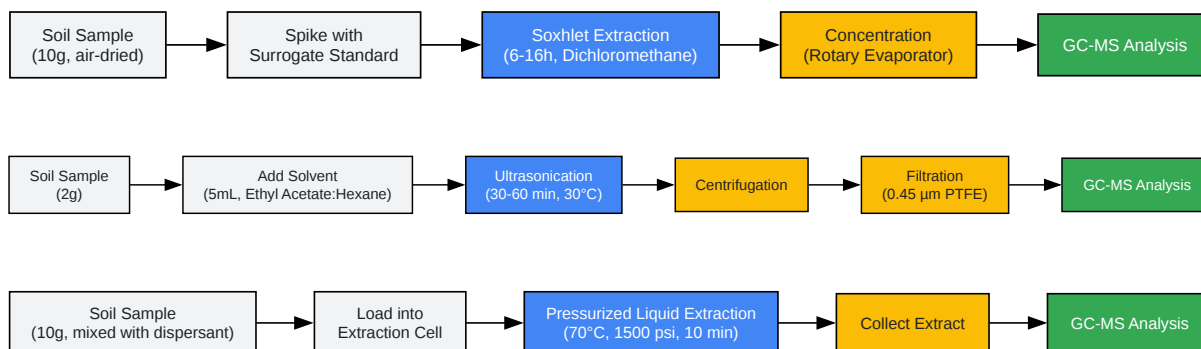 Soil Sample
(10g, air-dried)
Spike with
Surrogate Standard
Soxhlet Extraction
(6-16h, Dichloromethane)
Concentration
(Rotary Evaporator)
GC-MS Analysis
Soil Sample
(2g)
Add Solvent
(5mL, Ethyl Acetate:Hexane)
Ultrasonication
(30-60 min, 30°C)
Centrifugation
Filtration
(0.45 µm PTFE)
GC-MS Analysis
Soil Sample
(10g, mixed with dispersant)
Load into
Extraction Cell
Pressurized Liquid Extraction
(70°C, 1500 psi, 10 min)
Collect Extract
GC-MS Analysis